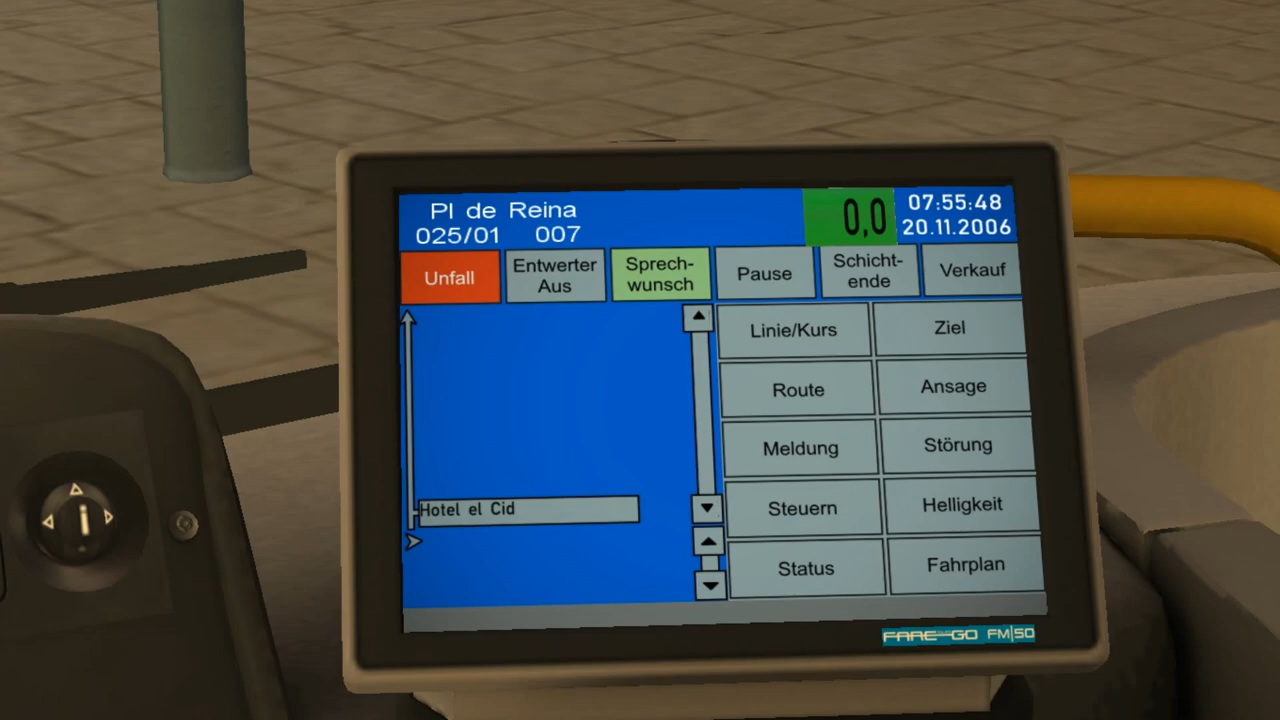 Pl de Reina
025/01 007
0,0
07:55:48
20.11.2006
Unfall
Entwerter
Aus
Sprech-
wunsch
Pause
Schicht-
ende
Verkauf
Linie/Kurs
Ziel
Route
Ansage
Meldung
Störung
Hotel el Cid
Steuern
Helligkeit
Status
Fahrplan
FARE GO FM|50